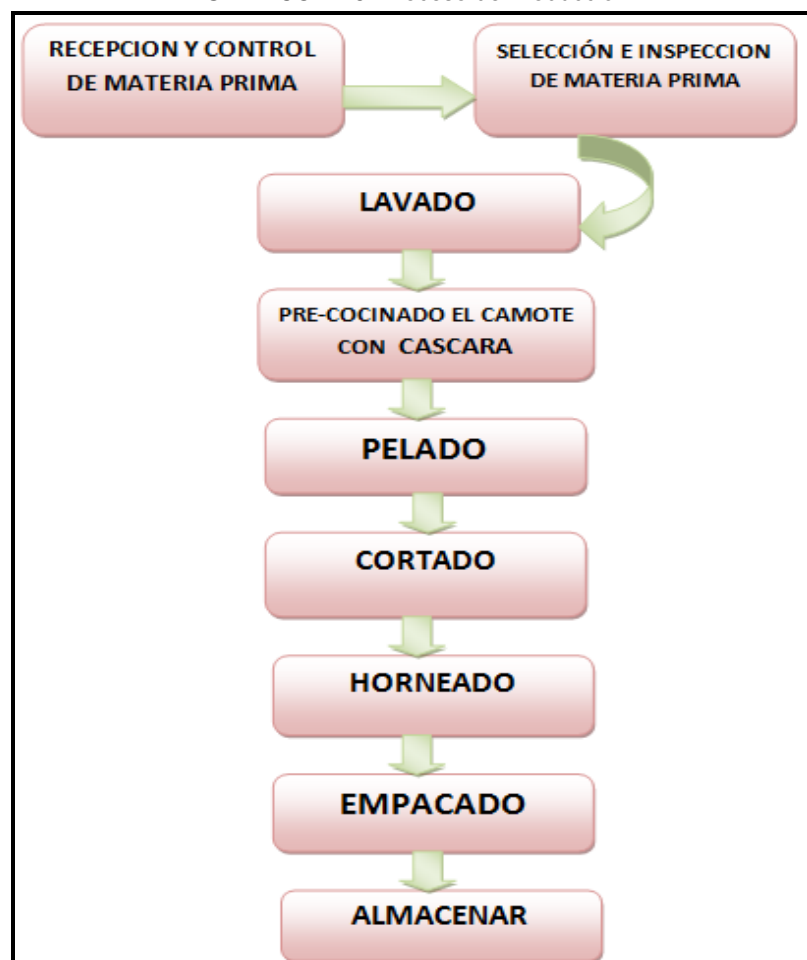 RECEPCION Y CONTROL
DE MATERIA PRIMA
SELECCIÓN E INSPECCION
DE MATERIA PRIMA
LAVADO
PRE-COCINADO EL CAMOTE
CON CASCARA
PELADO
CORTADO
HORNEADO
EMPACADO
ALMACENAR